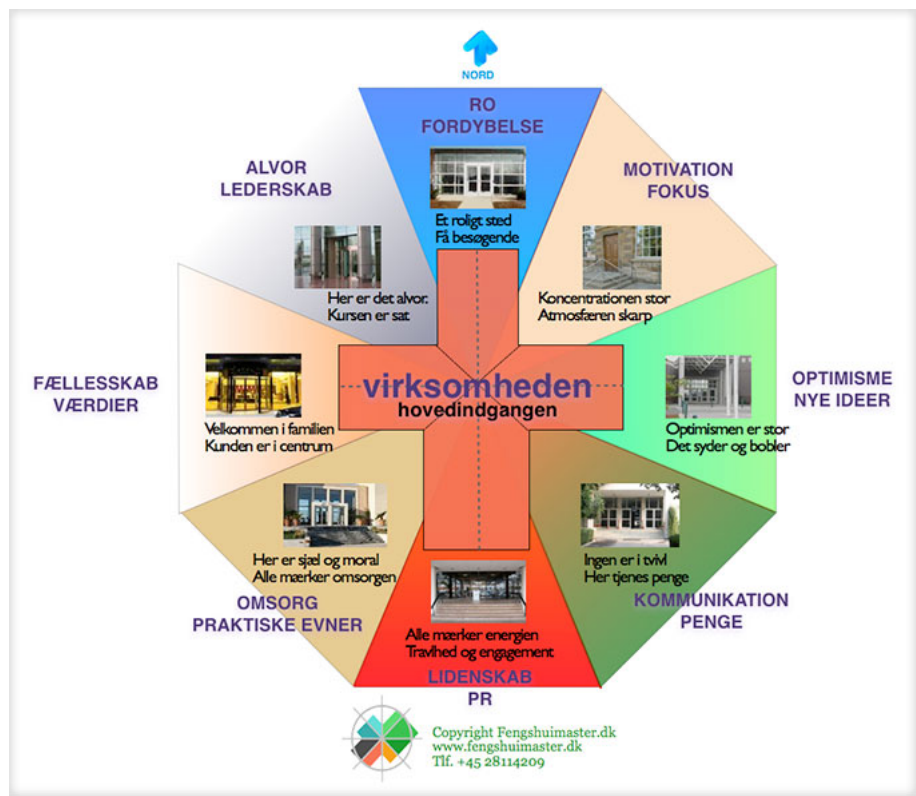 NORD
RO
FORDYBELSE
Et roligt sted
Få besøgende
MOTIVATION
FOKUS
Koncentrationen stor
Atmosfæren skarp
ALVOR
LEDERSKAB
Her er det alvor.
Kursen er sat
virksomheden
hovedindgangen
FÆLLESSKAB
VÆRDIER
Velkommen i familien
Kunden er i centrum
OPTIMISME
NYE IDEER
Optimismen er stor
Det syder og bobler
Her er sjæl og moral
Alle mærker omsorgen
OMSORG
PRAKTISKE EVNER
Ingen er i tvivl
Her tjenes penge
KOMMUNIKATION
PENGE
Alle mærker energien
Travlhed og engagement
LIDENSKAB
PR
Copyright Fengshuimaster.dk
www.fengshuimaster.dk
Tlf. +45 28114209